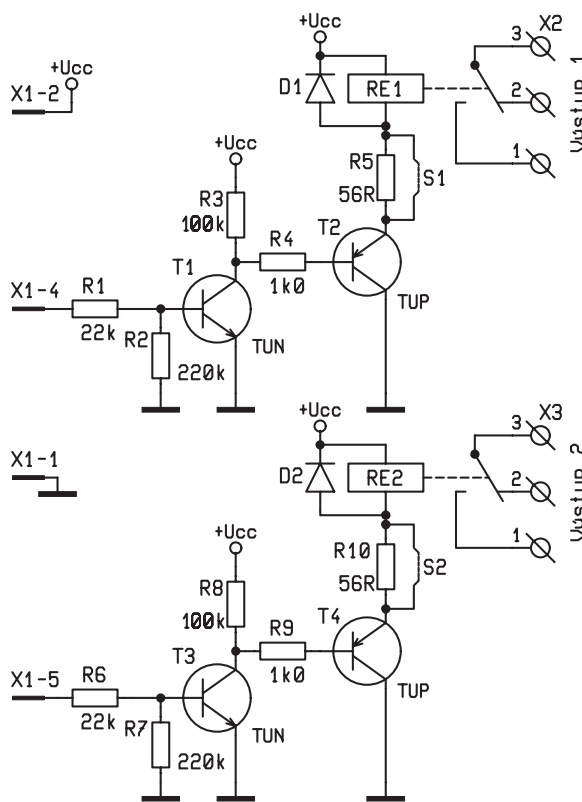 +Ucc
X2
3
+Ucc
D1
RE1
X1-2
2
Výstup 1
+Ucc
1
R5
S1
R3
56R
100k
R4
T2
T1
1k0
X1-4
R1
TUP
22k
R2
TUN
220k
+Ucc
X3
3
X1-1
D2
RE2
2
Výstup 2
+Ucc
1
R10
S2
R8
56R
100k
R9
T4
T3
1k0
X1-5
R6
TUP
22k
R7
TUN
220k